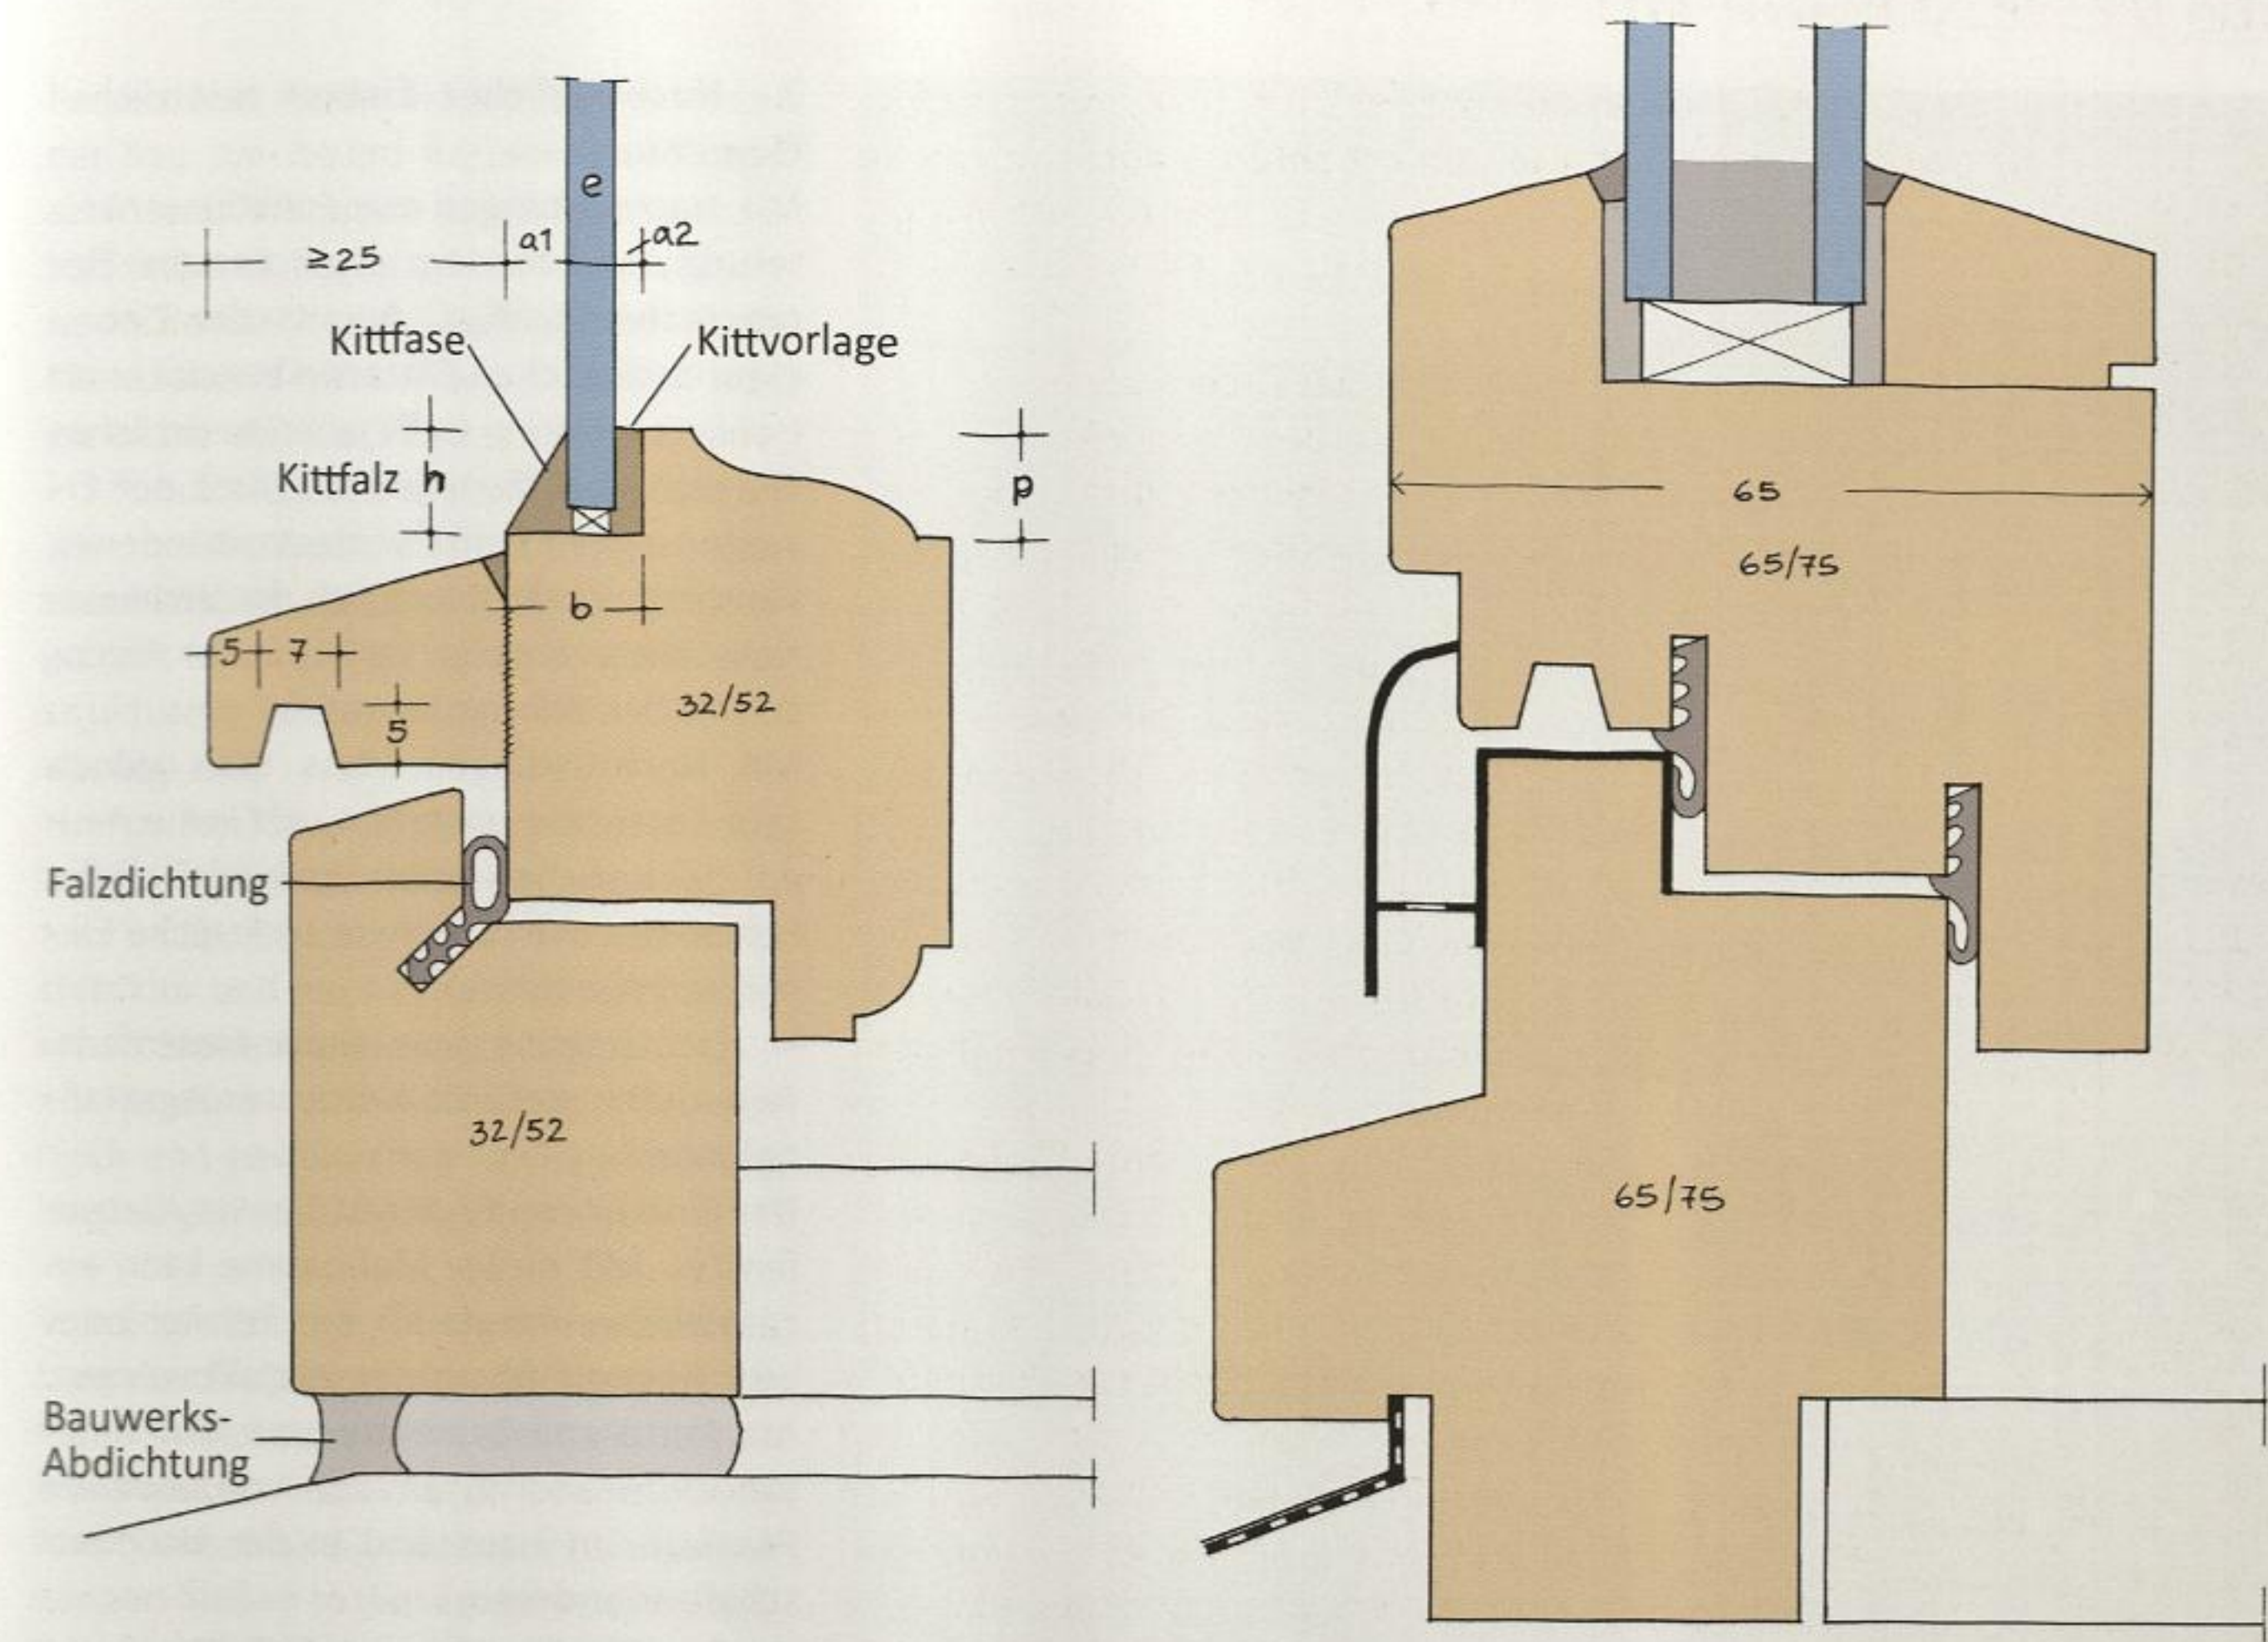 e
≥25
a1
a2
Kittfase
Kittvorlage
Kittfalz h
p
b
5
7
5
32/52
Falzdichtung
32/52
Bauwerks-
Abdichtung
65
65/75
65/75